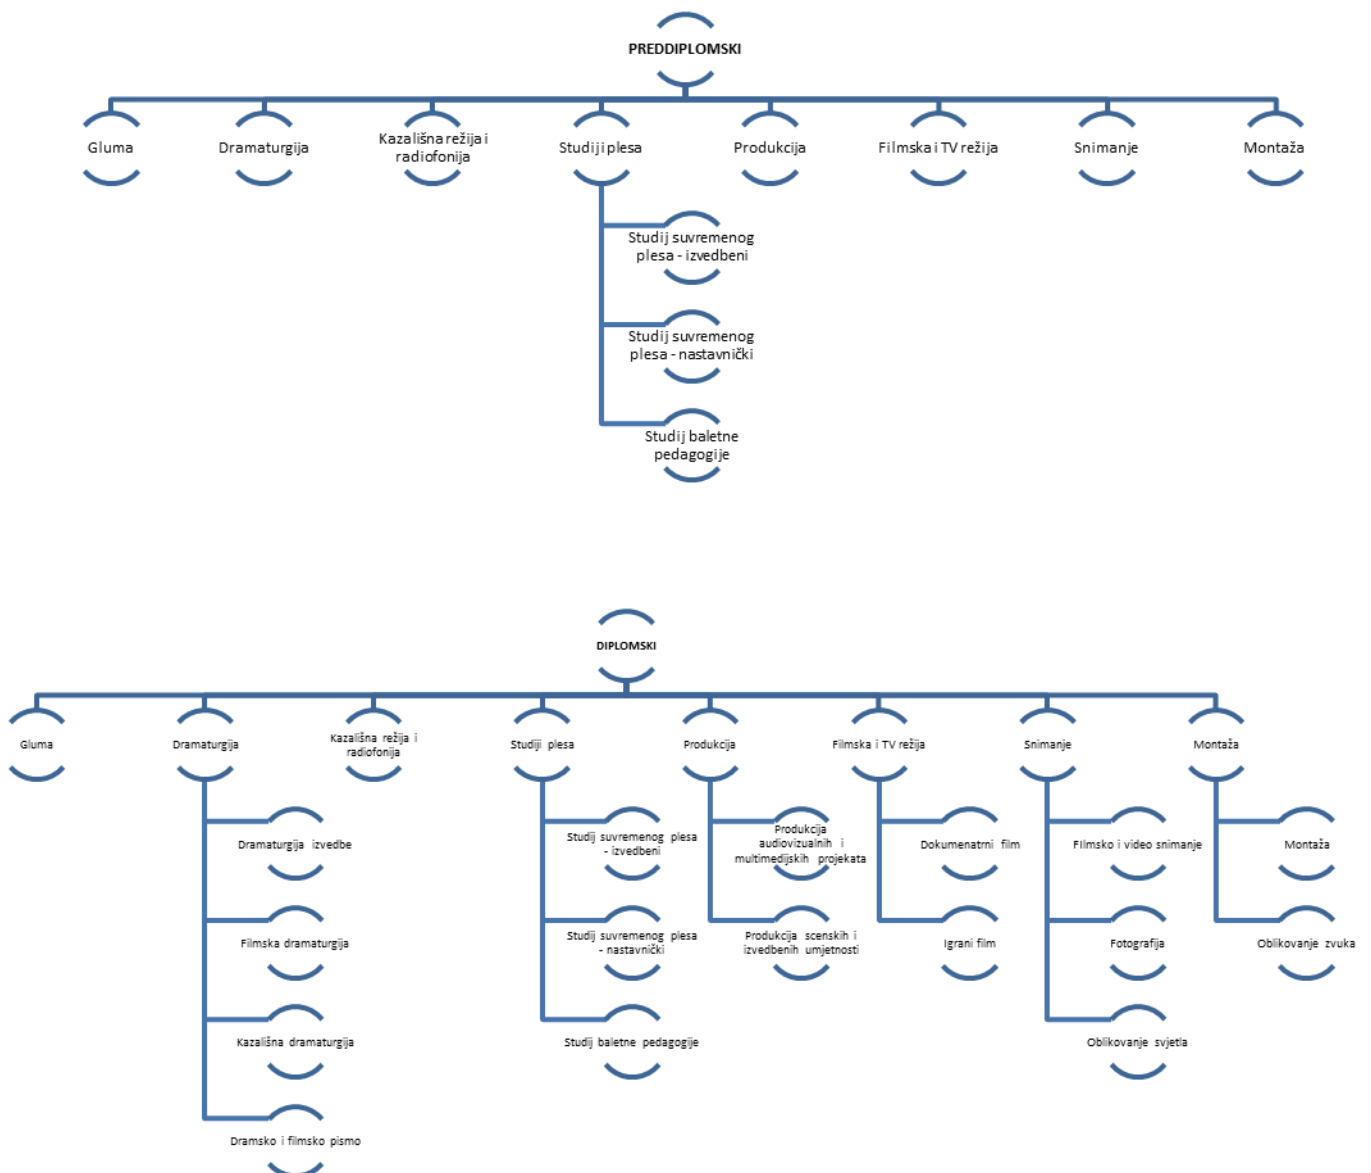 PREDDIPLOMSKI
Gluma
Dramaturgija
Kazališna režija i
radiofonija
Studiji plesa
Produkcija
Filmska i TV režija
Snimanje
Montaža
Studij suvremenog
plesa - izvedbeni
Studij suvremenog
plesa - nastavnički
Studij baletne
pedagogije
DIPLOMSKI
Gluma
Dramaturgija
Kazališna režija i
radiofonija
Studiji plesa
Produkcija
Filmska i TV režija
Snimanje
Montaža
Dramaturgija izvedbe
Filmska dramaturgija
Kazališna dramaturgija
Dramsko i filmsko pismo
Studij suvremenog plesa
- izvedbeni
Studij suvremenog plesa
- nastavnički
Studij baletne pedagogije
Produkcija
audiovizualnih i
multimedijskih projekata
Produkcija scenskih i
izvedbenih umjetnosti
Dokumenatrni film
Igrani film
FIlmsko i video snimanje
Fotografija
Oblikovanje svjetla
Montaža
Oblikovanje zvuka